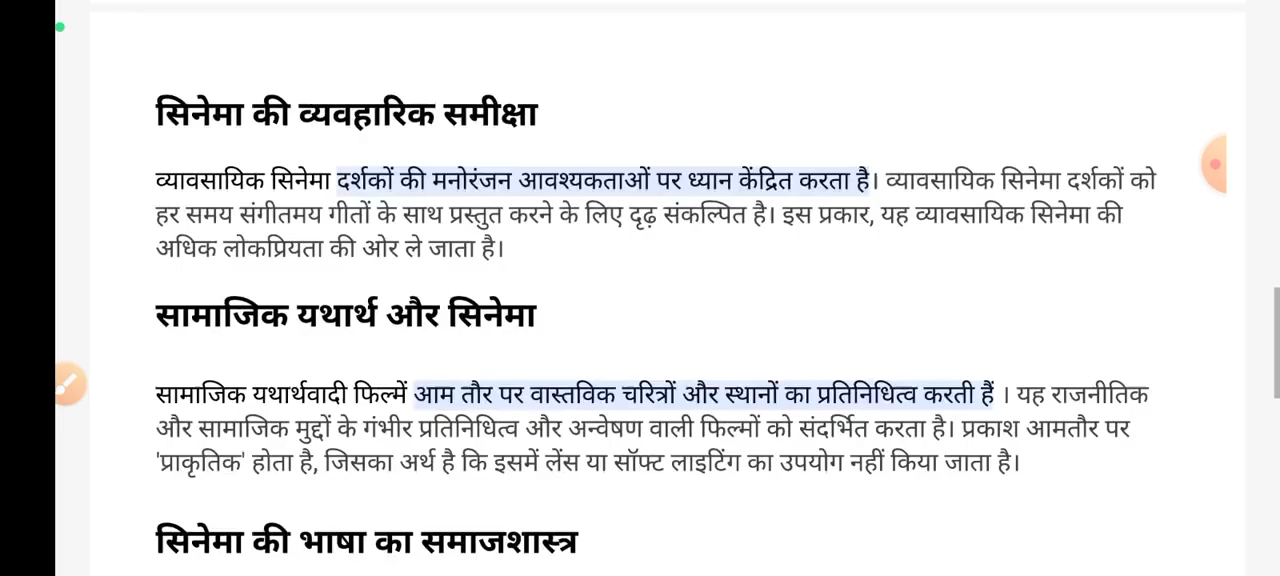 सिनेमा की व्यवहारिक समीक्षा
व्यावसायिक सिनेमा दर्शकों की मनोरंजन आवश्यकताओं पर ध्यान केंद्रित करता है। व्यावसायिक सिनेमा दर्शकों को
हर समय संगीतमय गीतों के साथ प्रस्तुत करने के लिए दृढ़ संकल्पित है। इस प्रकार, यह व्यावसायिक सिनेमा की
अधिक लोकप्रियता की ओर ले जाता है।
सामाजिक यथार्थ और सिनेमा
सामाजिक यथार्थवादी फिल्में आम तौर पर वास्तविक चरित्रों और स्थानों का प्रतिनिधित्व करती हैं । यह राजनीतिक
और सामाजिक मुद्दों के गंभीर प्रतिनिधित्व और अन्वेषण वाली फिल्मों को संदर्भित करता है। प्रकाश आमतौर पर
'प्राकृतिक' होता है, जिसका अर्थ है कि इसमें लेंस या सॉफ्ट लाइटिंग का उपयोग नहीं किया जाता है।
सिनेमा की भाषा का समाजशास्त्र